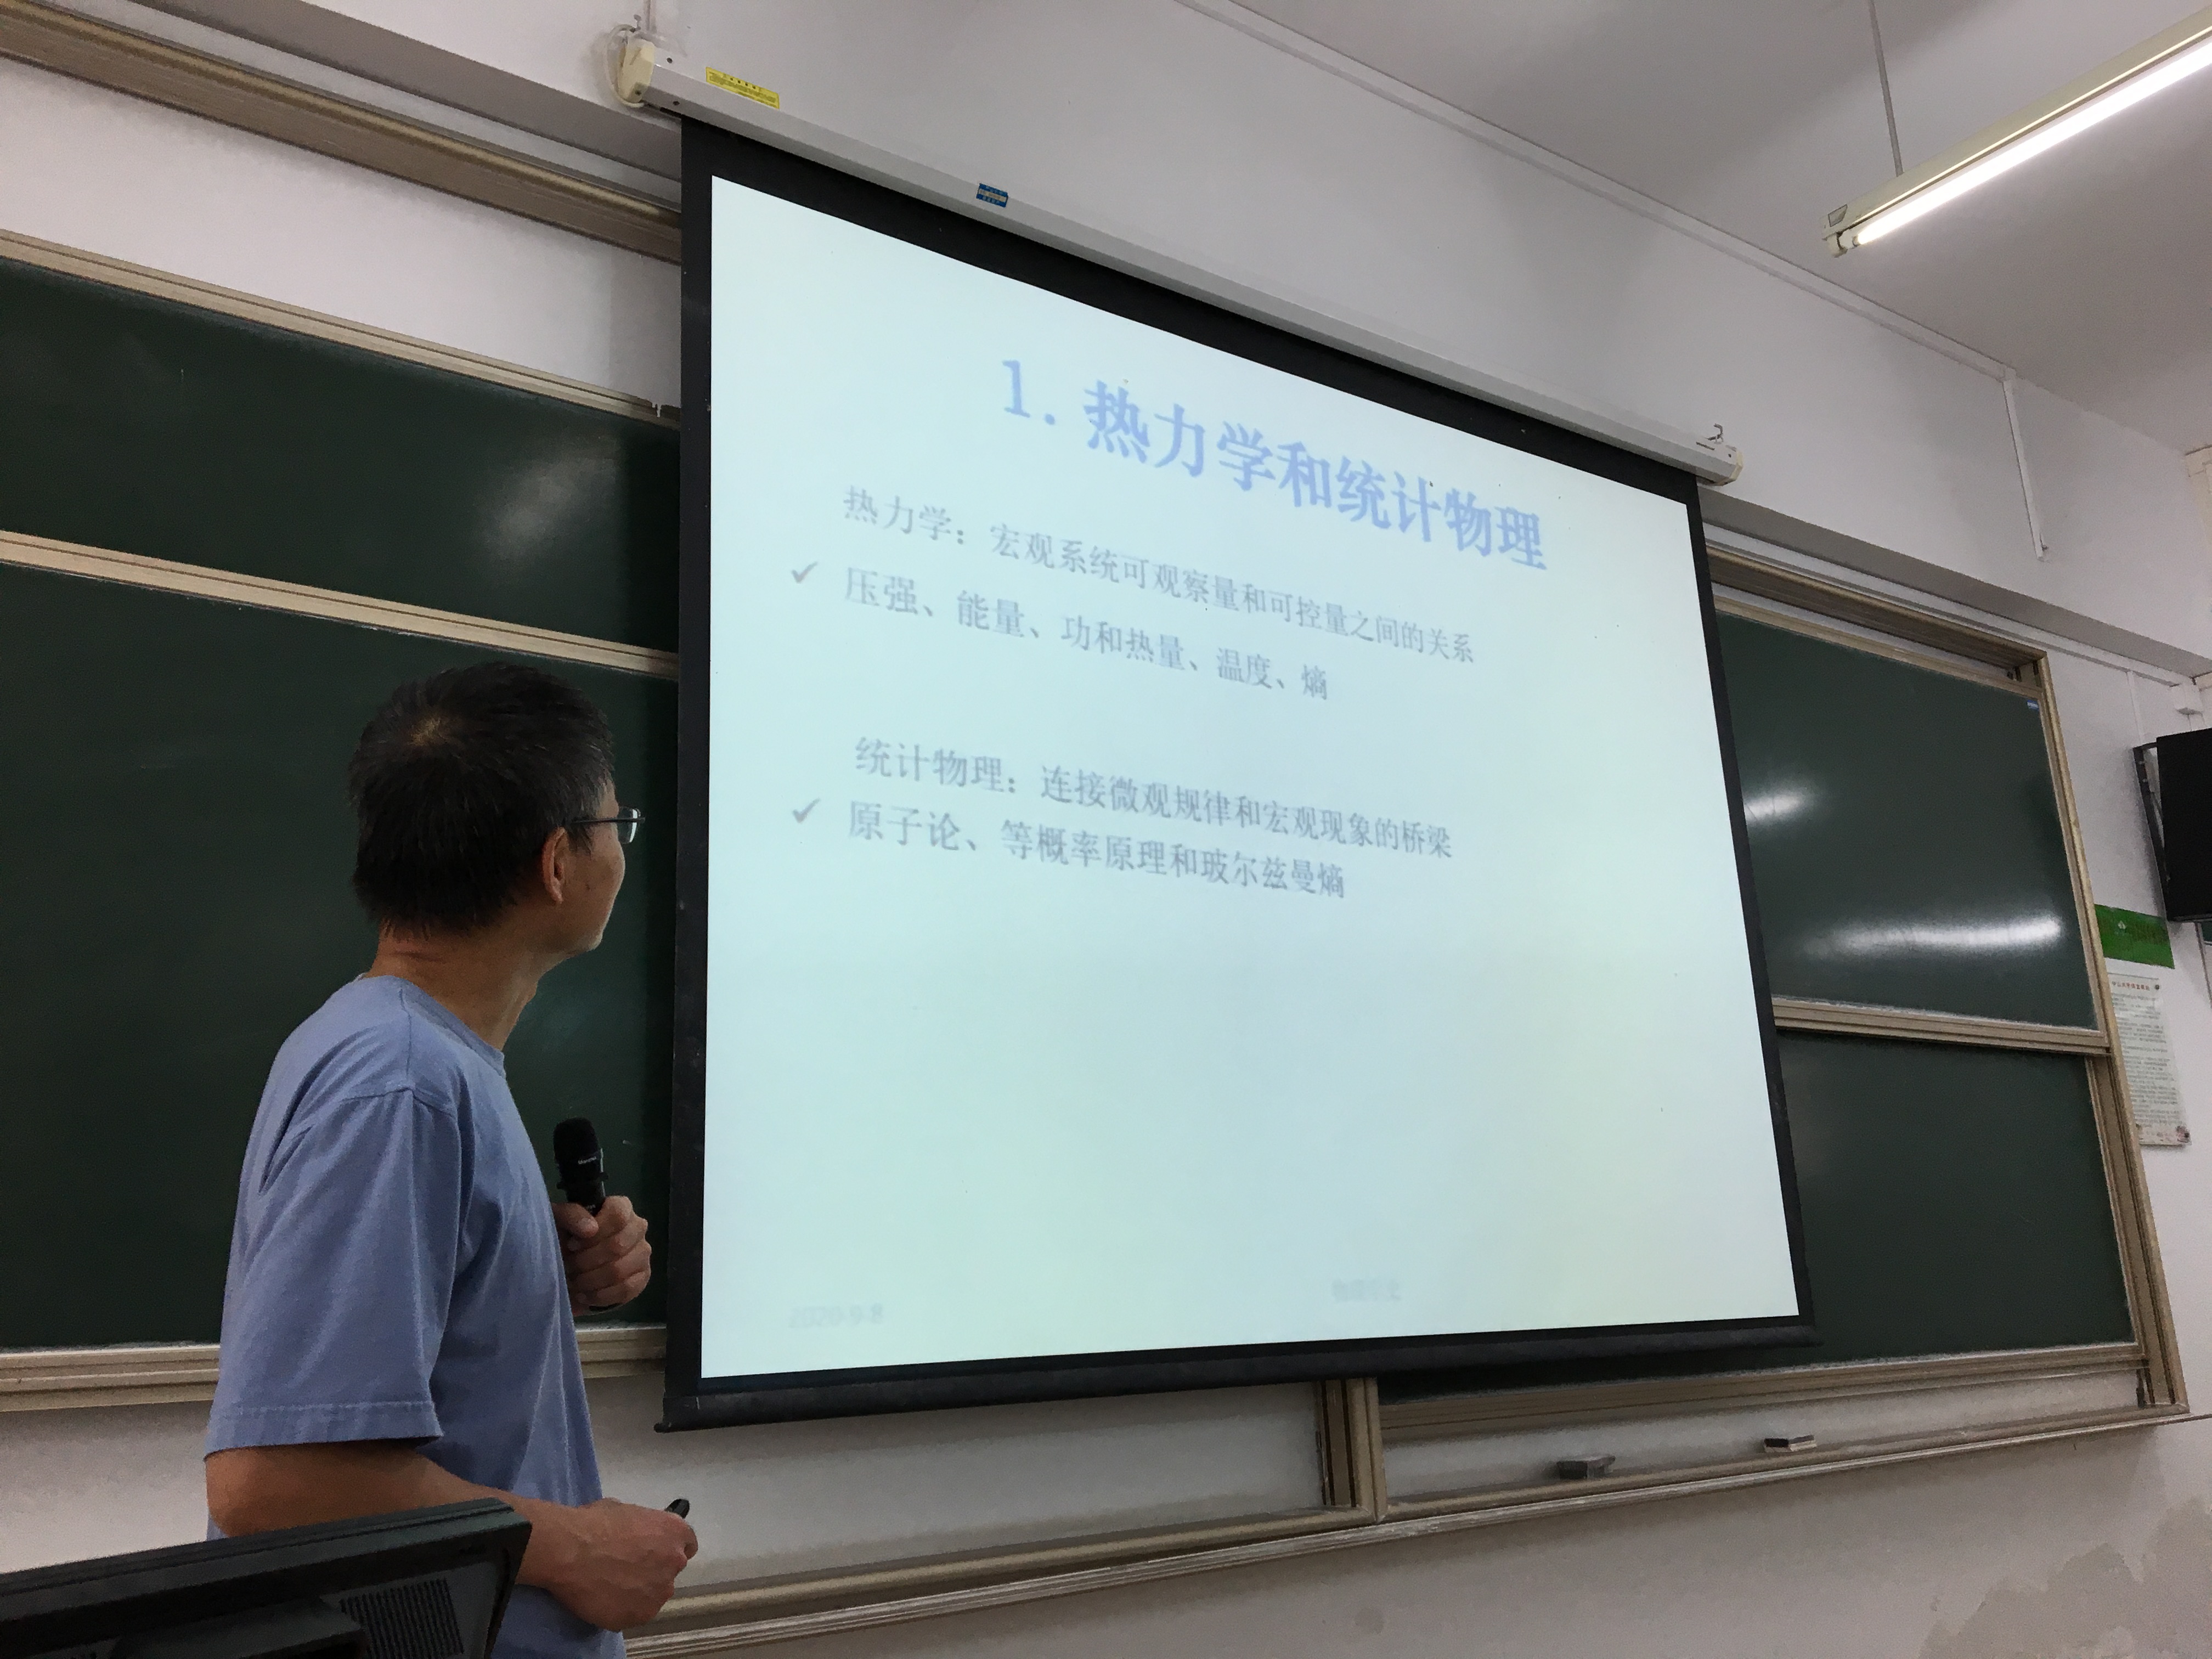 1. 热力学和统计物理
热力学：宏观系统可观察量和可控量之间的关系
✓ 压强、能量、功和热量、温度、熵
统计物理：连接微观规律和宏观现象的桥梁
✓ 原子论、等概率原理和玻尔兹曼熵
2020-9-8